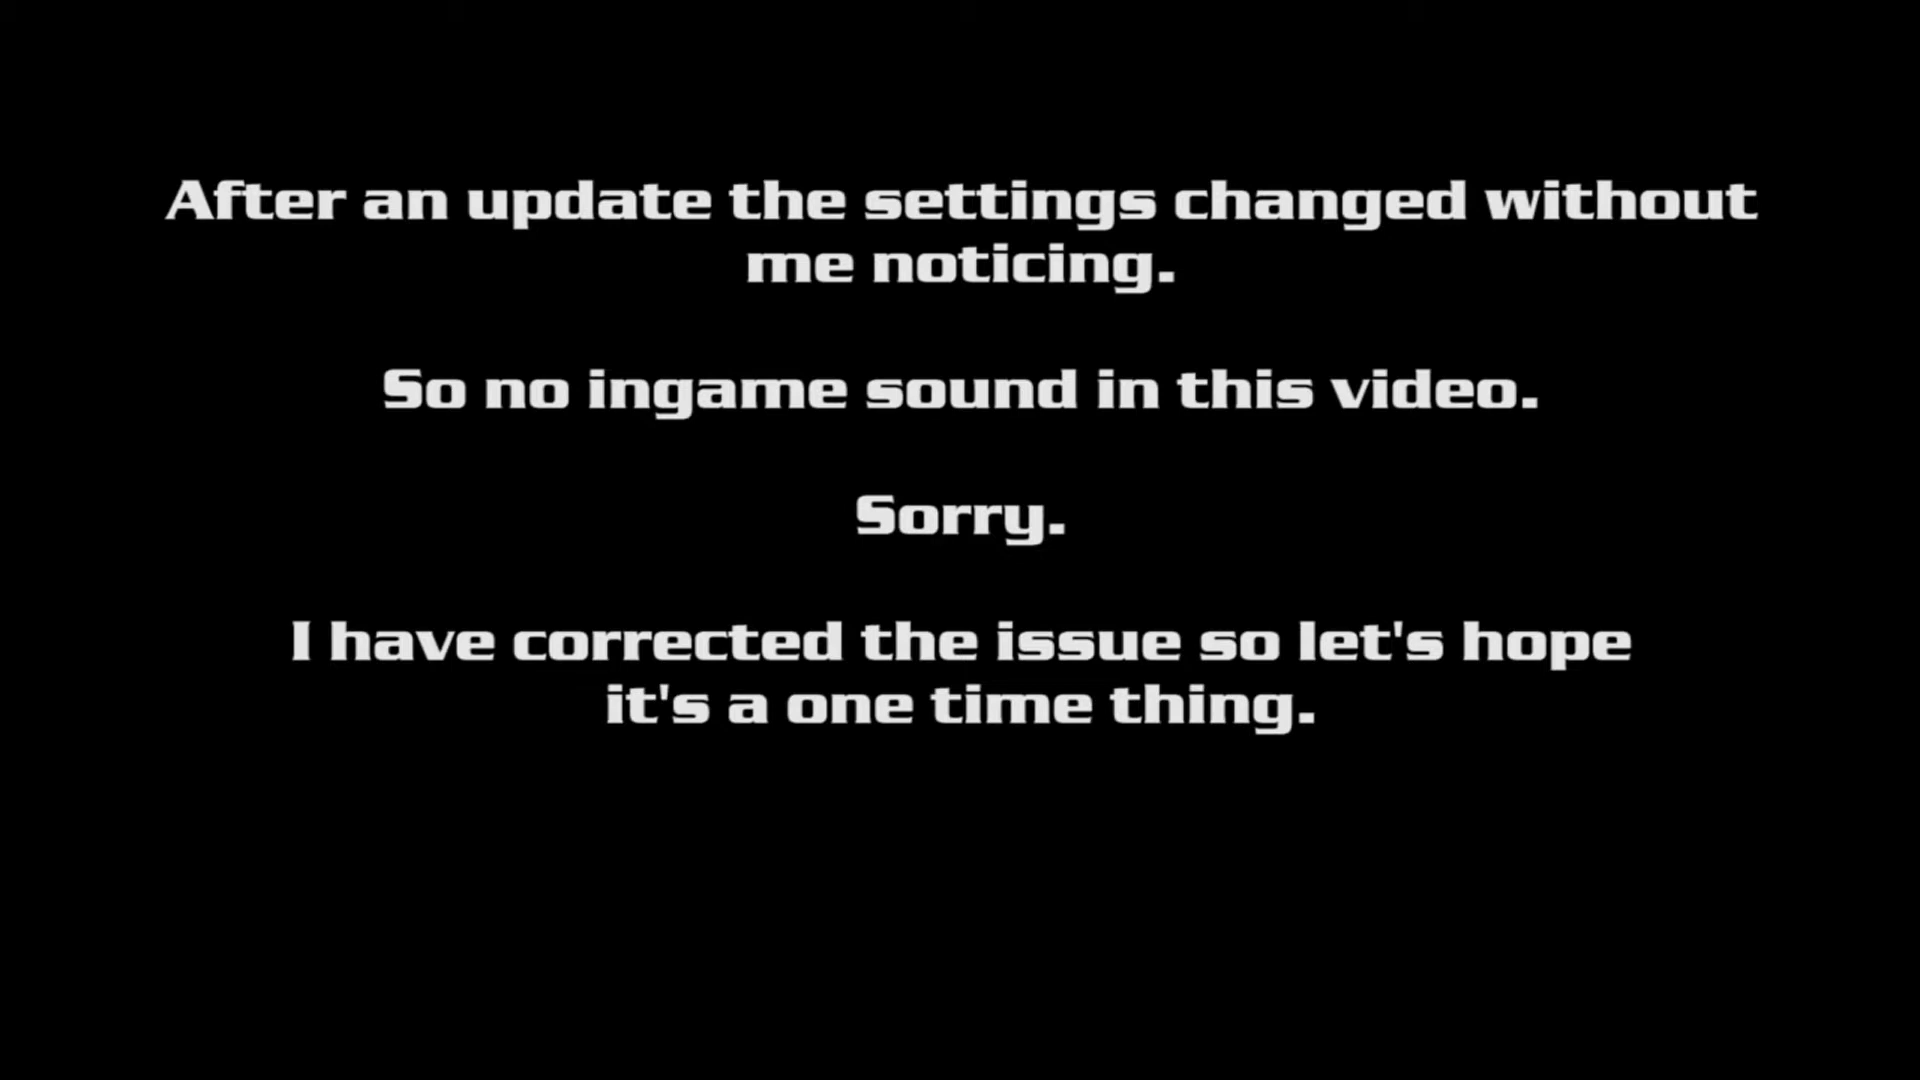 After an update the settings changed without
me noticing.
So no ingame sound in this video.
Sorry.
I have corrected the issue so let's hope
it's a one time thing.